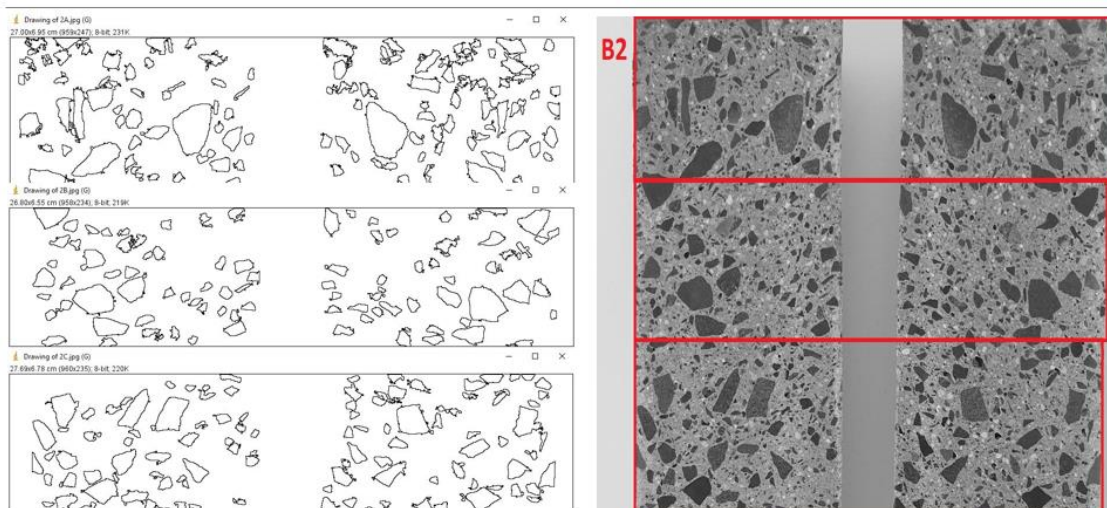 Drawing of 2A.jpg (G)
27.00x6.95 cm (959x247); 8-bit; 231K
B2
Drawing of 2B.jpg (G)
26.80x6.55 cm (958x234); 8-bit; 219K
Drawing of 2C.jpg (G)
27.69x6.78 cm (960x235); 8-bit; 220K